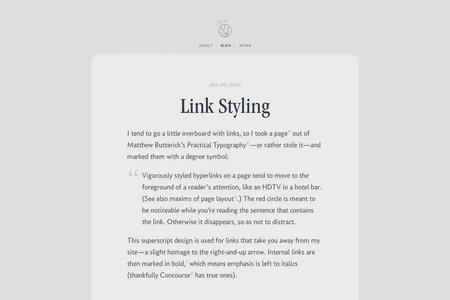 ABOUT BLOG WORK
Link Styling
I tend to go a little overboard with links, so I took a page° out of
Matthew Butterick's Practical Typography°—or rather stole it—and
marked them with a degree symbol:
“ Vigorously styled hyperlinks on a page tend to move to the
foreground of a reader's attention, like an HDTV in a hotel bar.
(See also maxims of page layout°.) The red circle is meant to
be noticeable while you're reading the sentence that contains
the link. Otherwise it disappears, so as not to distract.
This superscript design is used for links that take you away from my
site—a slight homage to the right-and-up arrow. Internal links are
then marked in bold,° which means emphasis is left to italics
(thankfully Concourse° has true ones).